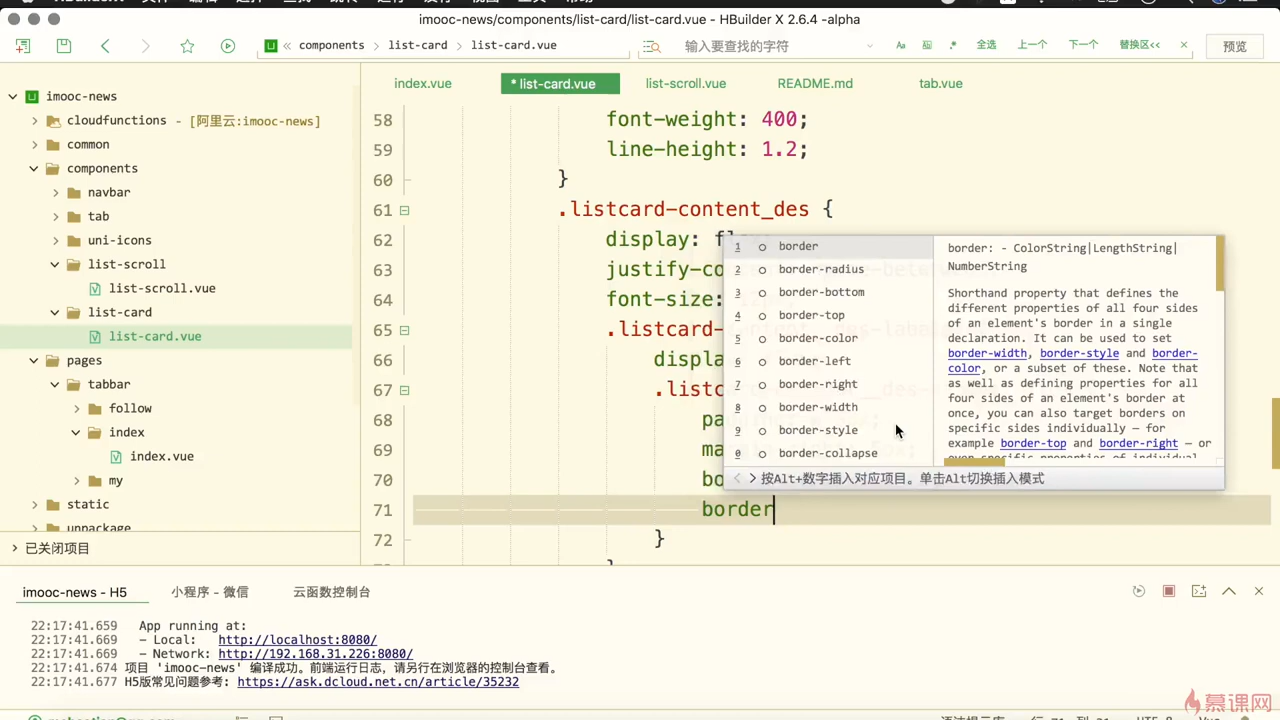 imooc-news/components/list-card/list-card.vue - HBuilder X 2.6.4 -alpha
components list-card list-card.vue 输入要查找的字符 Aa 全选 上一个 下一个 替换区<< 预览
index.vue * list-card.vue list-scroll.vue README.md tab.vue
imooc-news
cloudfunctions - [阿里云:imooc-news]
common
components
navbar
tab
uni-icons
list-scroll
list-scroll.vue
list-card
list-card.vue
pages
tabbar
follow
index
index.vue
my
static
unpackage
已关闭项目
58 font-weight: 400;
59 line-height: 1.2;
60 }
61 .listcard-content_des {
62 display:
63
64 font-size:
65
66
67
68
69
70
71 border
72 }
1 border
2 border-radius
3 border-bottom
4 border-top
5 border-color
6 border-left
7 border-right
8 border-width
9 border-style
0 border-collapse
border: - ColorString|LengthString|
NumberString
Shorthand property that defines the
different properties of all four sides
of an element's border in a single
declaration. It can be used to set
border-width, border-style and border-
color, or a subset of these. Note that
as well as defining properties for all
four sides of an element's border at
once, you can also target borders on
specific sides individually — for
example border-top and border-right — or
< > 按Alt+数字插入对应项目。单击Alt切换插入模式
imooc-news - H5 小程序 - 微信 云函数控制台
22:17:41.659 App running at:
22:17:41.669 - Local: http://localhost:8080/
22:17:41.669 - Network: http://192.168.31.226:8080/
22:17:41.674 项目 'imooc-news' 编译成功。前端运行日志，请另行在浏览器的控制台查看。
22:17:41.677 H5版常见问题参考: https://ask.dcloud.net.cn/article/35232
慕课网